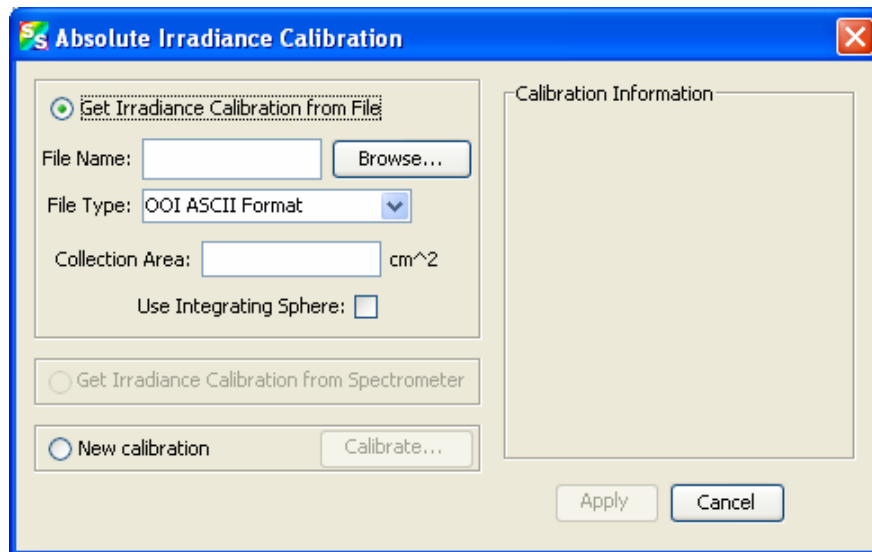 SS Absolute Irradiance Calibration
Get Irradiance Calibration from File
File Name: Browse...
File Type: OOI ASCII Format
Collection Area: cm^2
Use Integrating Sphere:
Get Irradiance Calibration from Spectrometer
New calibration Calibrate...
Calibration Information
Apply Cancel